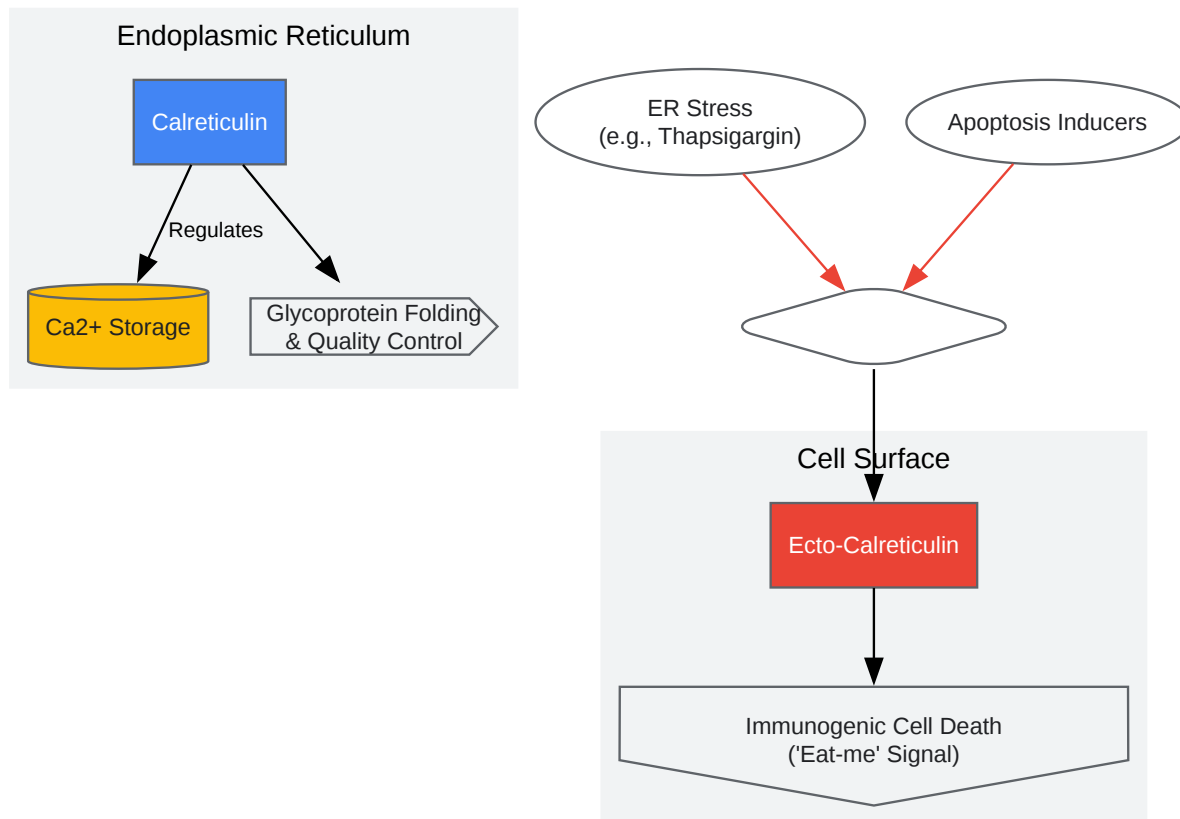 Endoplasmic Reticulum
Calreticulin
Regulates
Ca2+ Storage
Glycoprotein Folding
& Quality Control
ER Stress
(e.g., Thapsigargin)
Apoptosis Inducers
Cell Surface
Ecto-Calreticulin
Immunogenic Cell Death
('Eat-me' Signal)